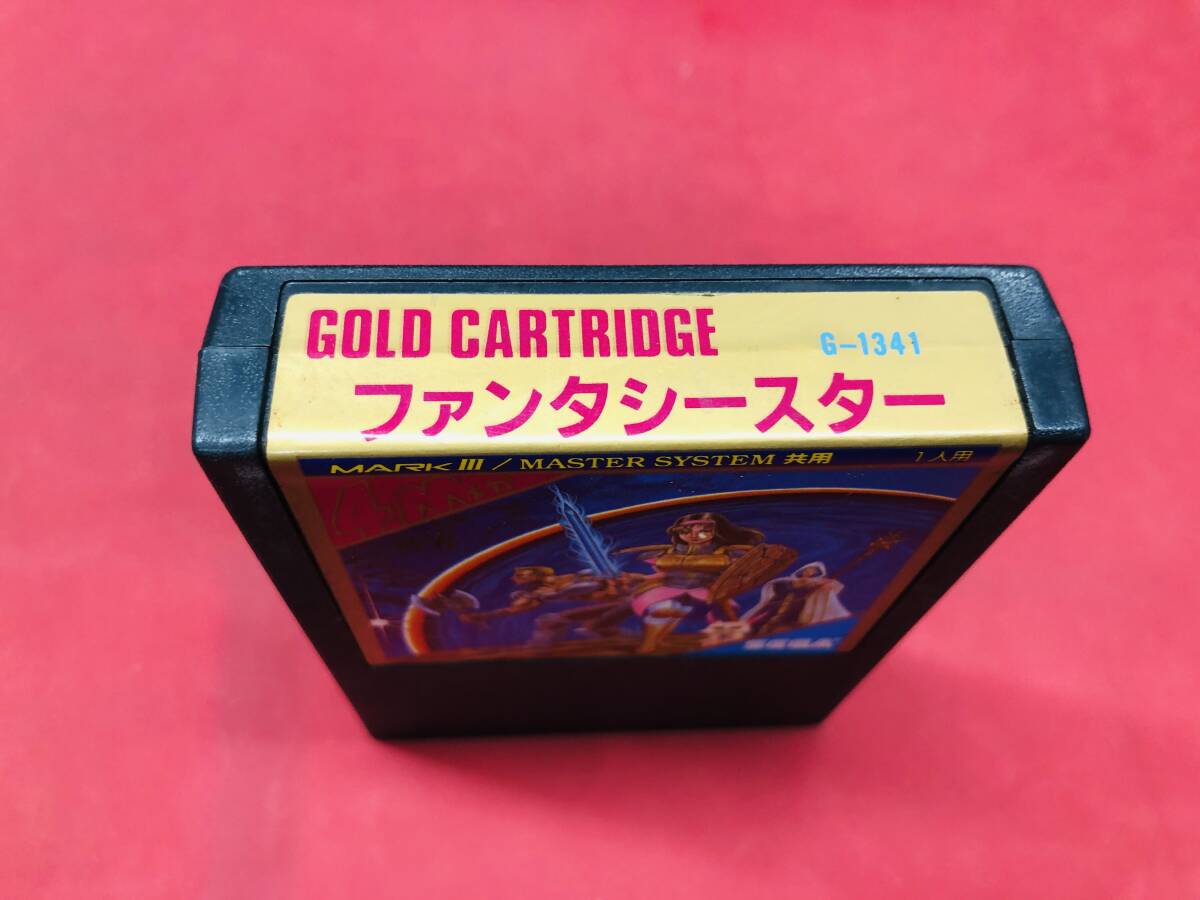 GOLD CARTRIDGE G-1341
ファンタシースター
MARK III / MASTER SYSTEM 共用 1人用
SEGA